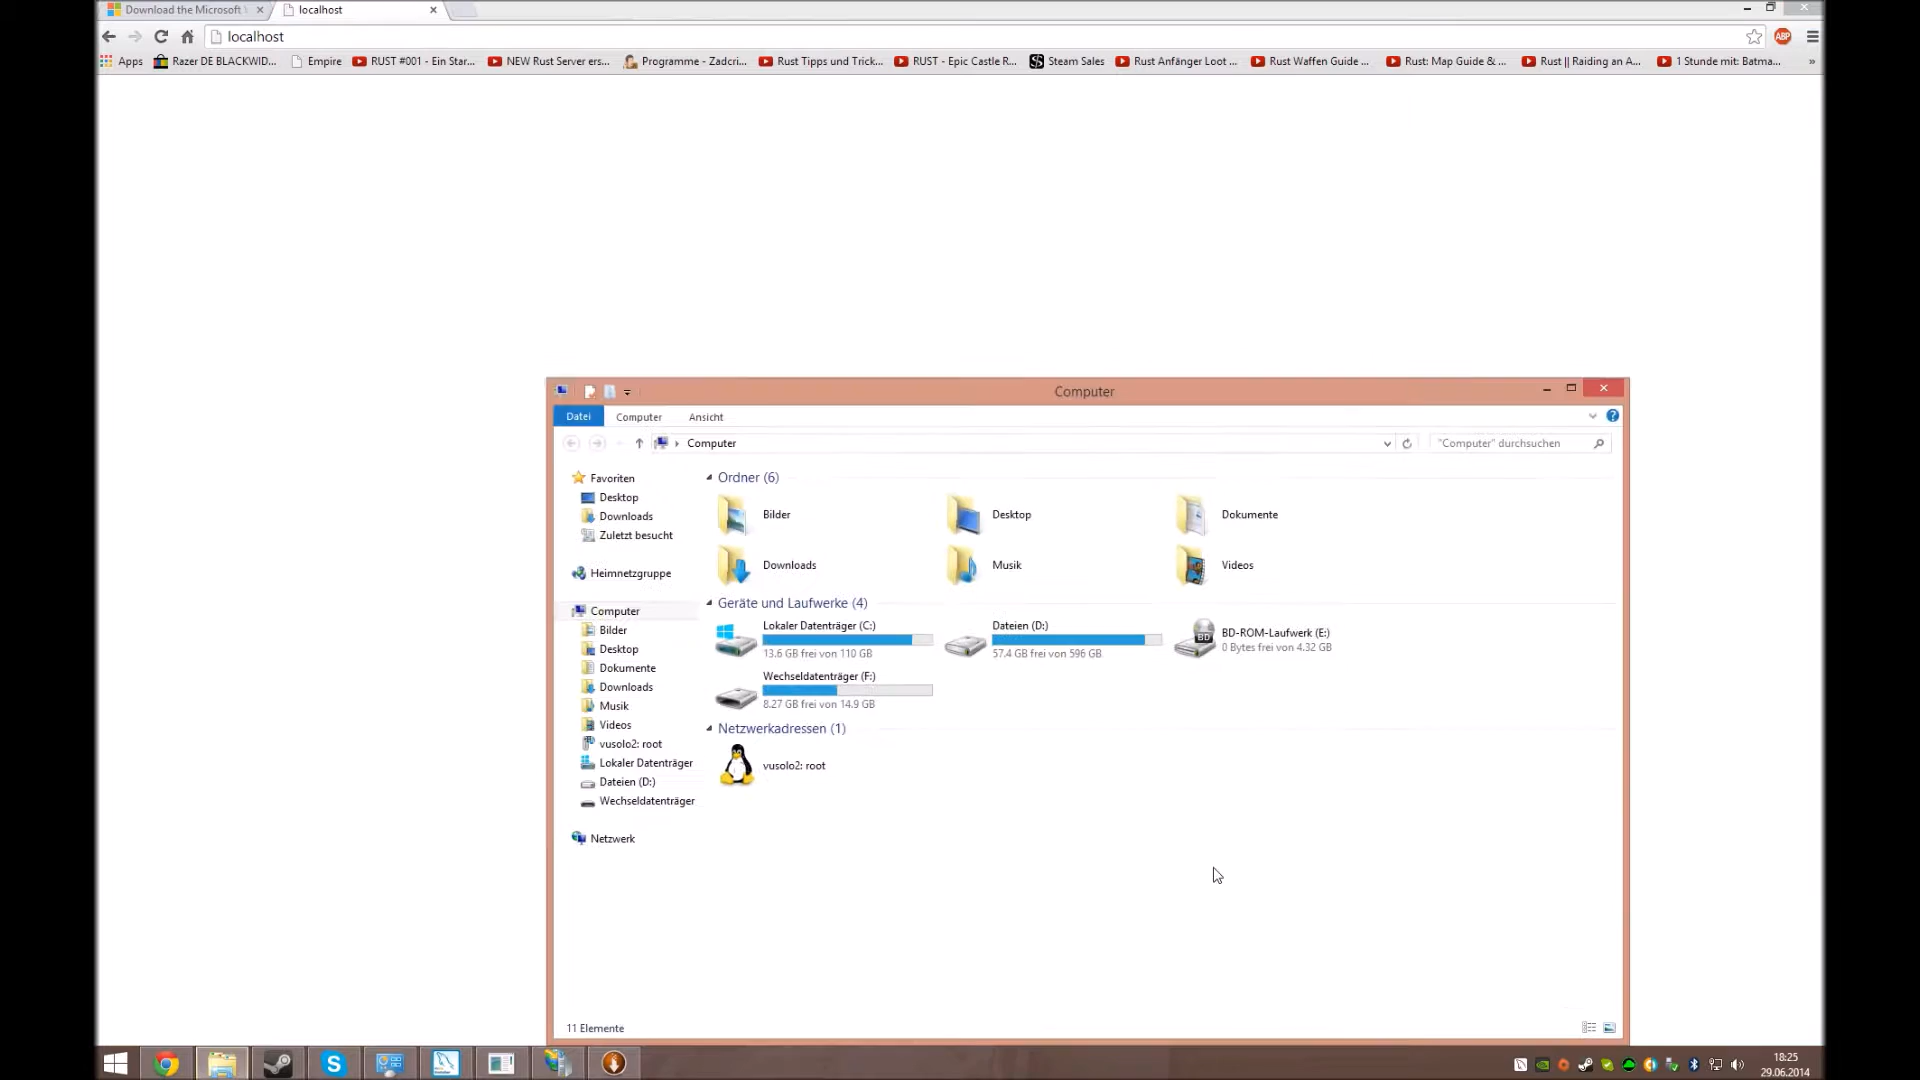 Download the Microsoft
localhost
localhost
Apps
Razer DE BLACKWID...
Empire
RUST #001 - Ein Star...
NEW Rust Server ers...
Programme - Zadcri...
Rust Tipps und Trick...
RUST - Epic Castle R...
Steam Sales
Rust Anfänger Loot ...
Rust Waffen Guide ...
Rust: Map Guide & ...
Rust || Raiding an A...
1 Stunde mit: Batma...
ABP
Computer
Datei
Computer
Ansicht
Computer
"Computer" durchsuchen
Favoriten
Desktop
Downloads
Zuletzt besucht
Heimnetzgruppe
Computer
Bilder
Desktop
Dokumente
Downloads
Musik
Videos
vusolo2: root
Lokaler Datenträger
Dateien (D:)
Wechseldatenträger
Netzwerk
Ordner (6)
Bilder
Desktop
Dokumente
Downloads
Musik
Videos
Geräte und Laufwerke (4)
Lokaler Datenträger (C:)
13.6 GB frei von 110 GB
Dateien (D:)
57.4 GB frei von 596 GB
BD
BD-ROM-Laufwerk (E:)
0 Bytes frei von 4.32 GB
Wechseldatenträger (F:)
8.27 GB frei von 14.9 GB
Netzwerkadressen (1)
vusolo2: root
11 Elemente
18:25
29.06.2014